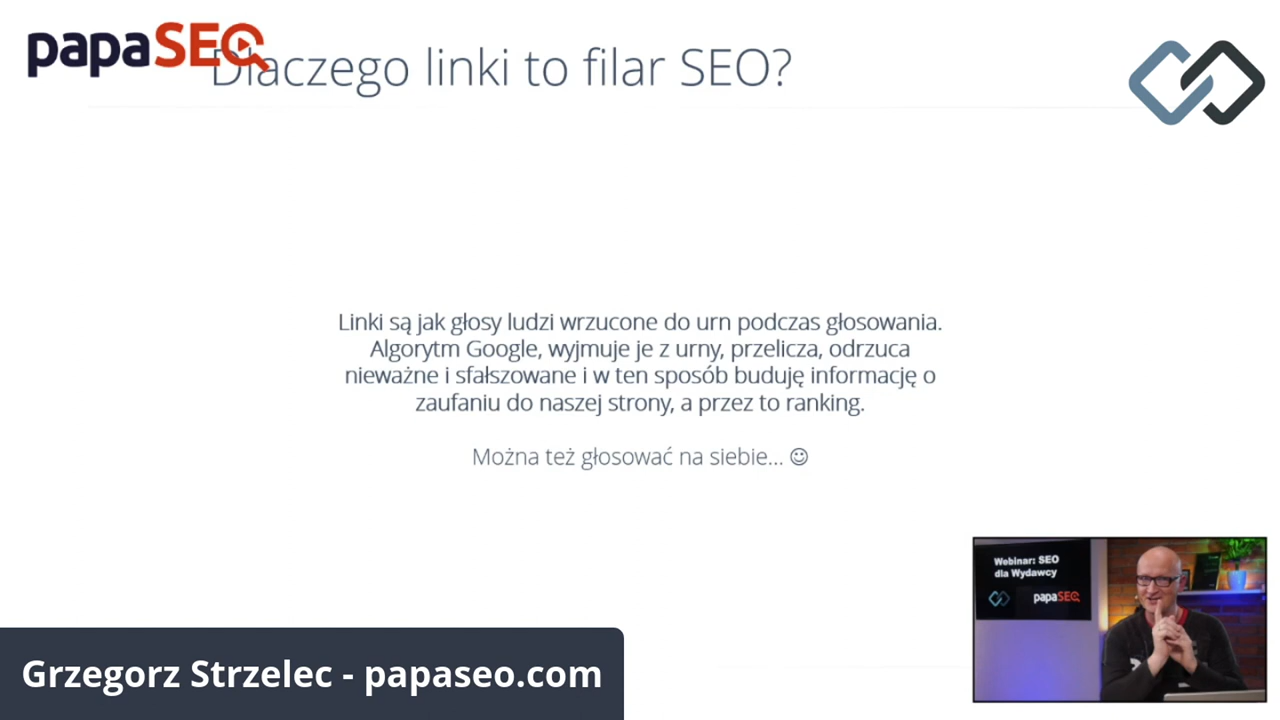 papaSEO
Dlaczego linki to filar SEO?
Linki są jak głosy ludzi wrzucone do urn podczas głosowania.
Algorytm Google, wyjmuje je z urny, przelicza, odrzuca
nieważne i sfałszowane i w ten sposób buduję informację o
zaufaniu do naszej strony, a przez to ranking.
Można też głosować na siebie... ☺
Webinar: SEO
dla Wydawcy
papaSEO
Grzegorz Strzelec - papaseo.com